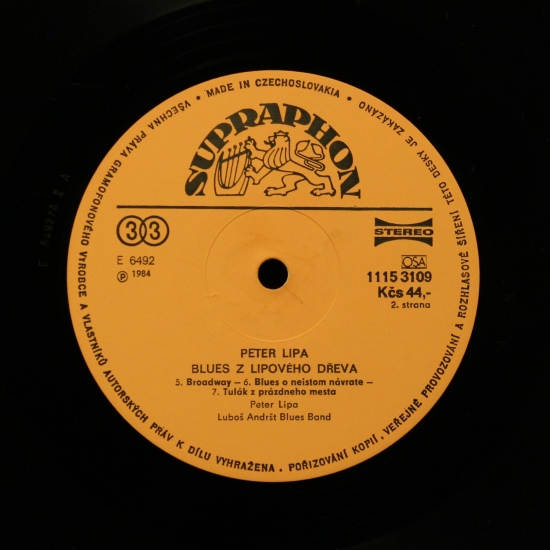 • MADE IN CZECHOSLOVAKIA •
VŠECHNA PRÁVA GRAMOFONOVÉHO VÝROBCE A VLASTNÍKŮ AUTORSKÝCH PRÁV K DÍLU VYHRAŽENA. POŘIZOVÁNÍ KOPIÍ, VEŘEJNÉ PROVOZOVÁNÍ A ROZHLASOVÉ ŠÍŘENÍ TÉTO DESKY JE ZAKÁZÁNO
SUPRAPHON
33
STEREO
E 6492
OSA
℗ 1984
1115 3109
Kčs 44,-
2. strana
PETER LIPA
BLUES Z LIPOVÉHO DŘEVA
5. Broadway – 6. Blues o neistom návrate –
7. Tulák z prázdneho mesta
Peter Lipa
Luboš Andršt Blues Band